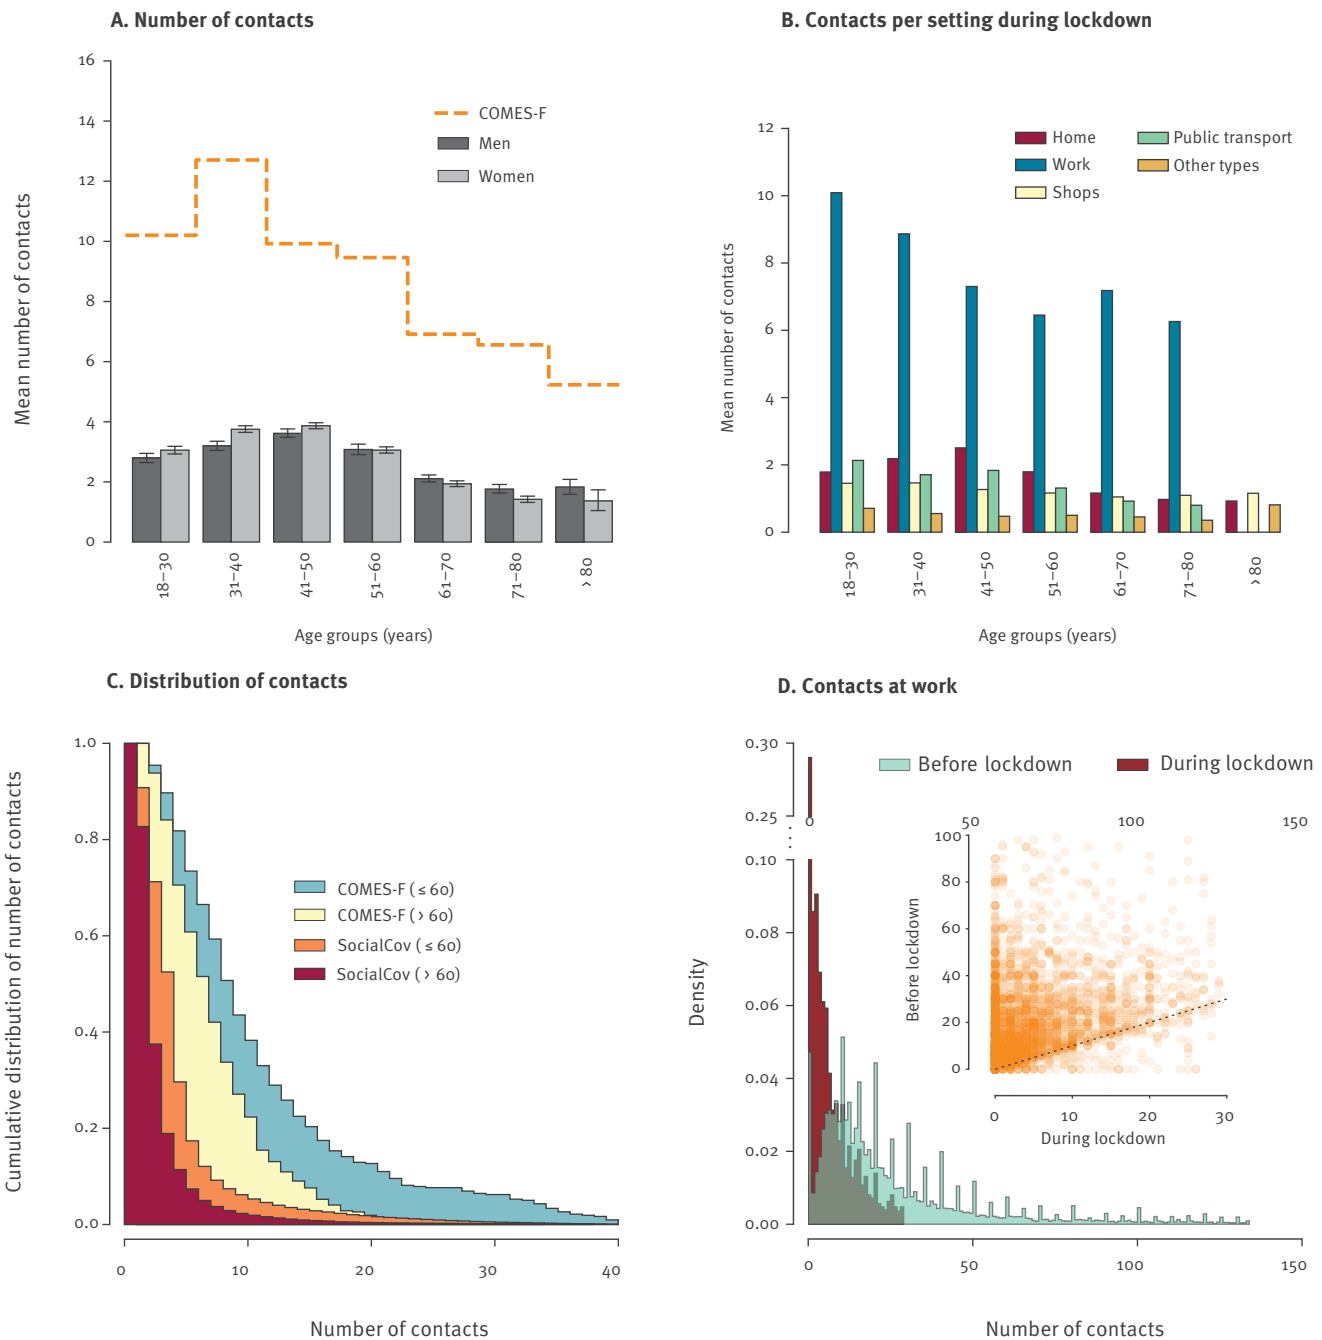 A. Number of contacts
Mean number of contacts
16
14
12
10
8
6
4
2
0
COMES-F
Men
Women
18–30
31–40
41–50
51–60
61–70
71–80
> 80
Age groups (years)
B. Contacts per setting during lockdown
Mean number of contacts
12
10
8
6
4
2
0
Home
Work
Shops
Public transport
Other types
18–30
31–40
41–50
51–60
61–70
71–80
> 80
Age groups (years)
C. Distribution of contacts
Cumulative distribution of number of contacts
1.0
0.8
0.6
0.4
0.2
0.0
COMES-F (≤ 60)
COMES-F (> 60)
SocialCov (≤ 60)
SocialCov (> 60)
0 10 20 30 40
Number of contacts
D. Contacts at work
Density
0.30
0.25
0.10
0.08
0.06
0.04
0.02
0.00
Before lockdown
During lockdown
0 50 100 150
Before lockdown
100
80
60
40
20
0
0 10 20 30
During lockdown
0 50 100 150
Number of contacts